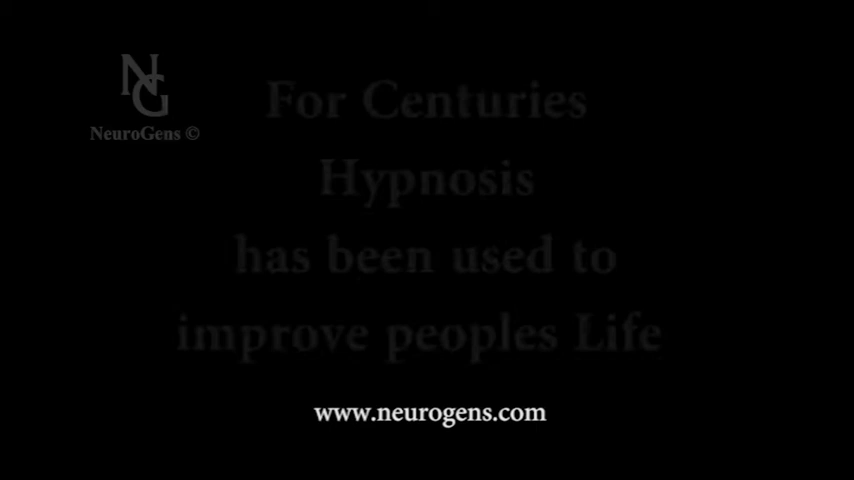 NG
NeuroGens ©
For Centuries
Hypnosis
has been used to
improve peoples Life
www.neurogens.com